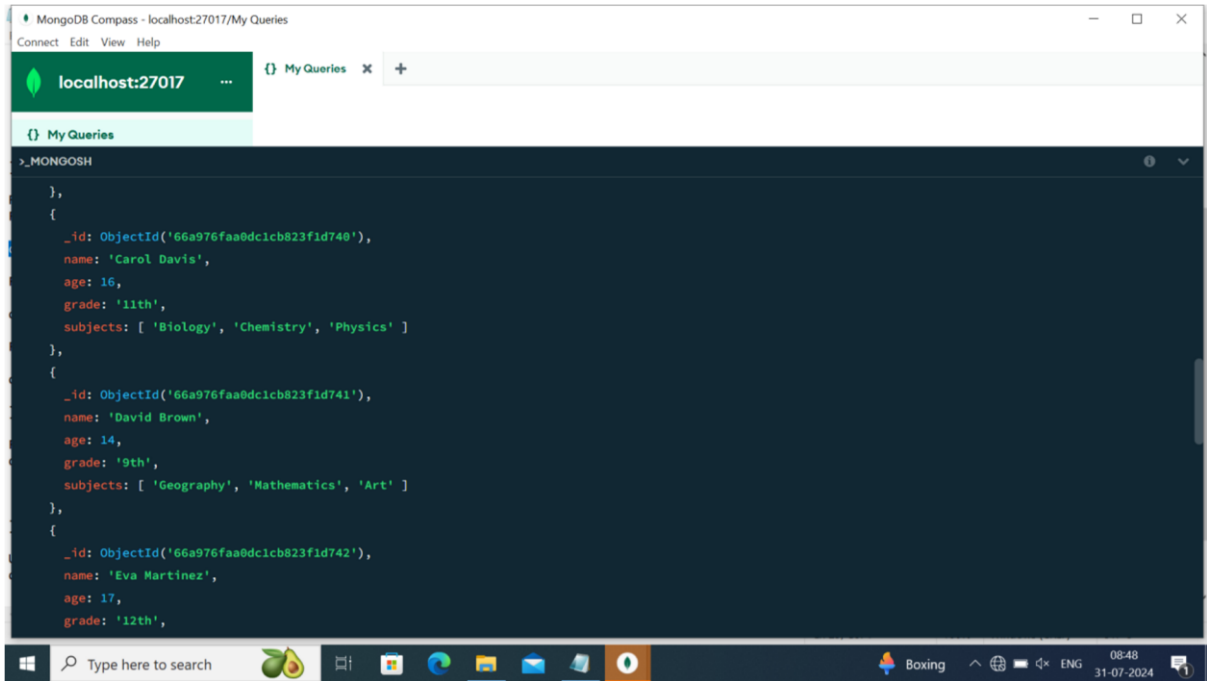 MongoDB Compass - localhost:27017/My Queries
Connect Edit View Help
localhost:27017 ...
{} My Queries
{} My Queries
>_MONGOSH
},
{
_id: ObjectId('66a976faa0dc1cb823f1d740'),
name: 'Carol Davis',
age: 16,
grade: '11th',
subjects: [ 'Biology', 'Chemistry', 'Physics' ]
},
{
_id: ObjectId('66a976faa0dc1cb823f1d741'),
name: 'David Brown',
age: 14,
grade: '9th',
subjects: [ 'Geography', 'Mathematics', 'Art' ]
},
{
_id: ObjectId('66a976faa0dc1cb823f1d742'),
name: 'Eva Martinez',
age: 17,
grade: '12th',
Type here to search
Boxing
ENG
08:48
31-07-2024
1